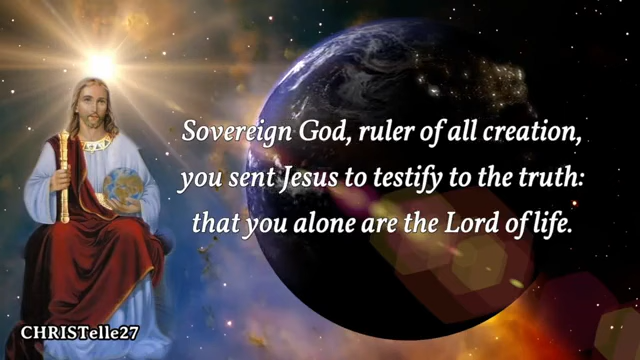 Sovereign God, ruler of all creation,
you sent Jesus to testify to the truth:
that you alone are the Lord of life.
CHRISTelle27